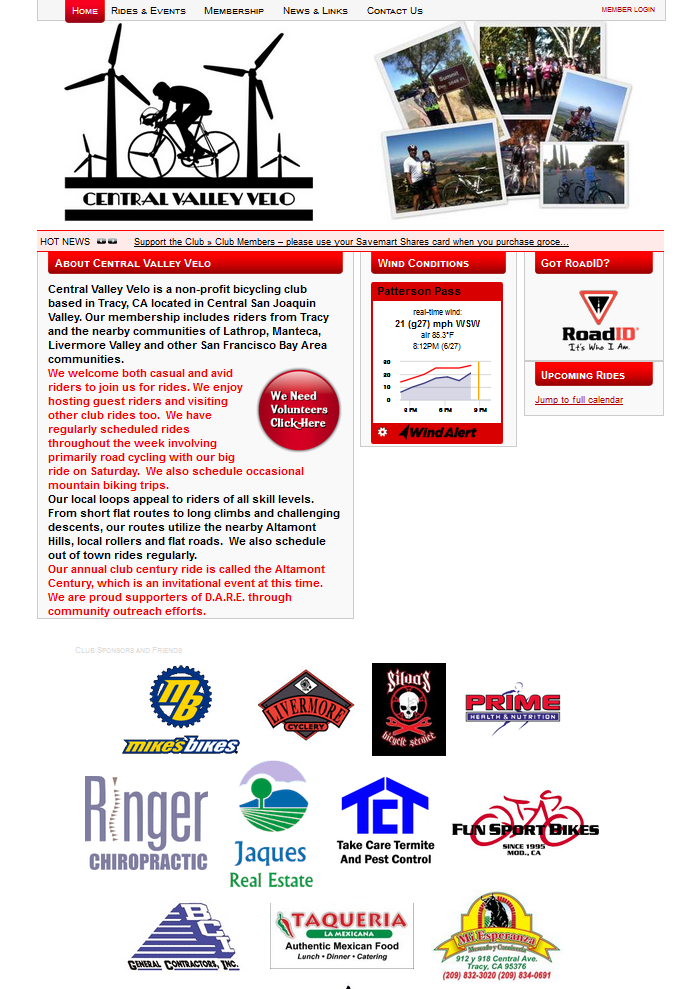 Home Rides & Events Membership News & Links Contact Us MEMBER LOGIN
CENTRAL VALLEY VELO
HOT NEWS Support the Club » Club Members – please use your Savemart Shares card when you purchase groce...
About Central Valley Velo
Central Valley Velo is a non-profit bicycling club
based in Tracy, CA located in Central San Joaquin
Valley. Our membership includes riders from Tracy
and the nearby communities of Lathrop, Manteca,
Livermore Valley and other San Francisco Bay Area
communities.
We welcome both casual and avid
riders to join us for rides. We enjoy
hosting guest riders and visiting
other club rides too. We have
regularly scheduled rides
throughout the week involving
primarily road cycling with our big
ride on Saturday. We also schedule occasional
mountain biking trips.
We Need
Volunteers
Click Here
Our local loops appeal to riders of all skill levels.
From short flat routes to long climbs and challenging
descents, our routes utilize the nearby Altamont
Hills, local rollers and flat roads. We also schedule
out of town rides regularly.
Our annual club century ride is called the Altamont
Century, which is an invitational event at this time.
We are proud supporters of D.A.R.E. through
community outreach efforts.
Wind Conditions
Patterson Pass
real-time wind:
21 (g27) mph WSW
air 85.3°F
8:12PM (6/27)
30
20
10
0
3 PM 6 PM 9 PM
WindAlert
Got RoadID?
RoadID
It's Who I Am.
Upcoming Rides
Jump to full calendar
Club Sponsors and Friends
MB
mike's bikes
LIVERMORE
CYCLERY
Silva's
bicycle service
PRIME
HEALTH & NUTRITION
Ringer
CHIROPRACTIC
Jaques
Real Estate
TCT
Take Care Termite
And Pest Control
FUN SPORT BIKES
SINCE 1995
MOD., CA
BCI
GENERAL CONTRACTORS, INC.
TAQUERIA
LA MEXICANA
Authentic Mexican Food
Lunch • Dinner • Catering
Mi Esperanza
912 y 918 Central Ave.
Tracy, CA 95376
(209) 832-3020 (209) 834-0691